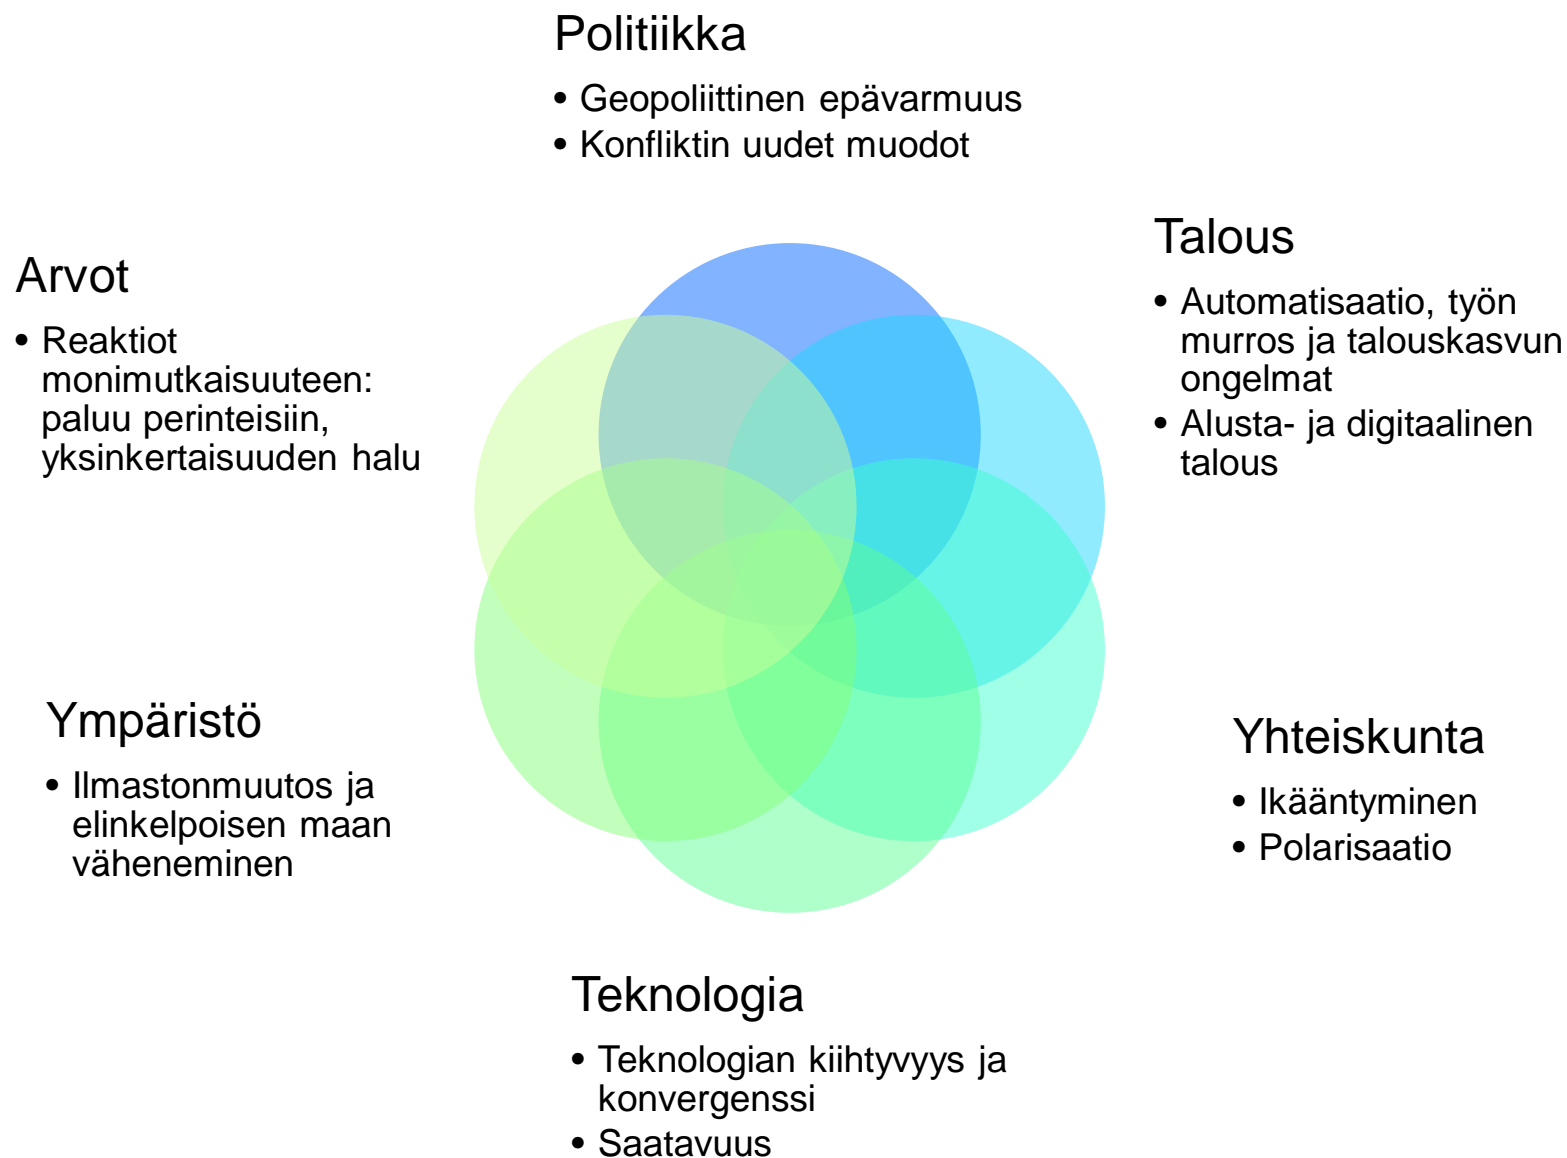 Politiikka
• Geopoliittinen epävarmuus
• Konfliktin uudet muodot
Talous
• Automatisaatio, työn
murros ja talouskasvun
ongelmat
• Alusta- ja digitaalinen
talous
Yhteiskunta
• Ikääntyminen
• Polarisaatio
Teknologia
• Teknologian kiihtyvyys ja
konvergenssi
• Saatavuus
Ympäristö
• Ilmastonmuutos ja
elinkelpoisen maan
väheneminen
Arvot
• Reaktiot
monimutkaisuuteen:
paluu perinteisiin,
yksinkertaisuuden halu